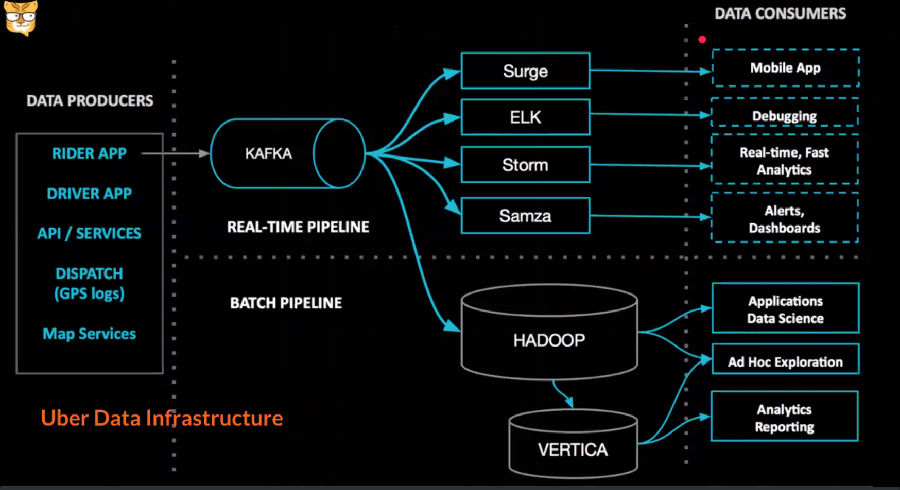 DATA CONSUMERS
DATA PRODUCERS
RIDER APP
DRIVER APP
API / SERVICES
DISPATCH
(GPS logs)
Map Services
KAFKA
REAL-TIME PIPELINE
Surge
ELK
Storm
Samza
Mobile App
Debugging
Real-time, Fast
Analytics
Alerts,
Dashboards
BATCH PIPELINE
HADOOP
VERTICA
Applications
Data Science
Ad Hoc Exploration
Analytics
Reporting
Uber Data Infrastructure